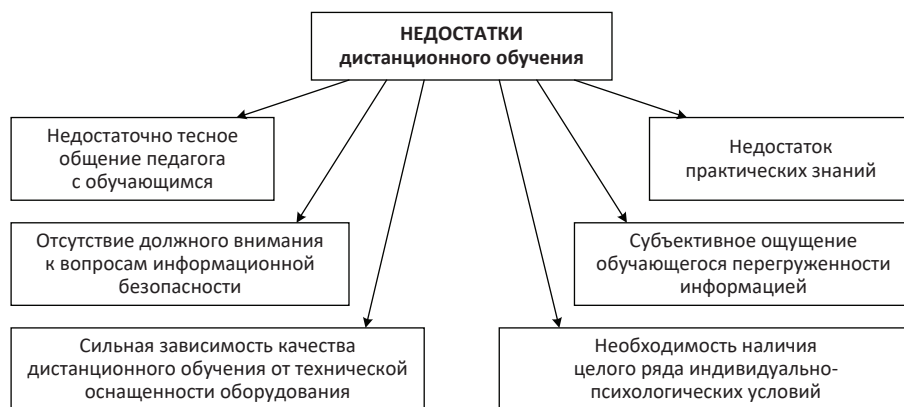 НЕДОСТАТКИ
дистанционного обучения
Недостаточно тесное
общение педагога
с обучающимся
Недостаток
практических знаний
Отсутствие должного внимания
к вопросам информационной
безопасности
Субъективное ощущение
обучающегося перегруженности
информацией
Сильная зависимость качества
дистанционного обучения от технической
оснащенности оборудования
Необходимость наличия
целого ряда индивидуально-
психологических условий